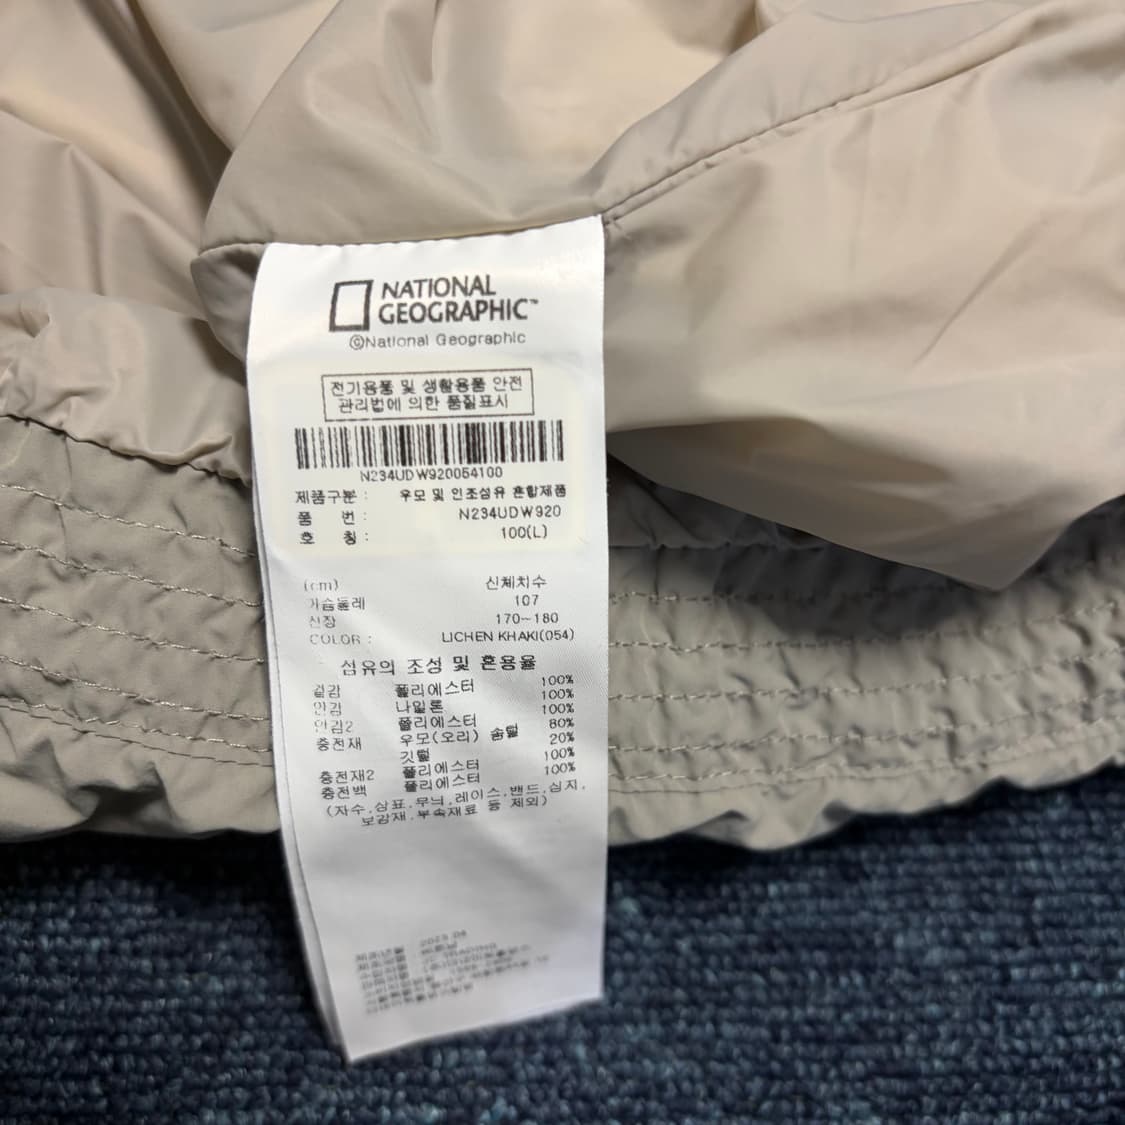 NATIONAL
GEOGRAPHIC™
©National Geographic
전기용품 및 생활용품 안전
관리법에 의한 품질표시
N234UDW920054100
제품구분 : 우모 및 인조섬유 혼합제품
품 번 : N234UDW920
호 칭 : 100(L)
(cm) 신체치수
가슴둘레 107
신장 170~180
COLOR : LICHEN KHAKI(054)
섬유의 조성 및 혼용율
겉감 폴리에스터 100%
안감 나일론 100%
안감2 폴리에스터 100%
충전재 우모(오리) 솜털 80%
깃털 20%
충전재2 폴리에스터 100%
충전백 폴리에스터 100%
(자수,상표,무늬,레이스,밴드,심지,
보강재,부속재료 등 제외)